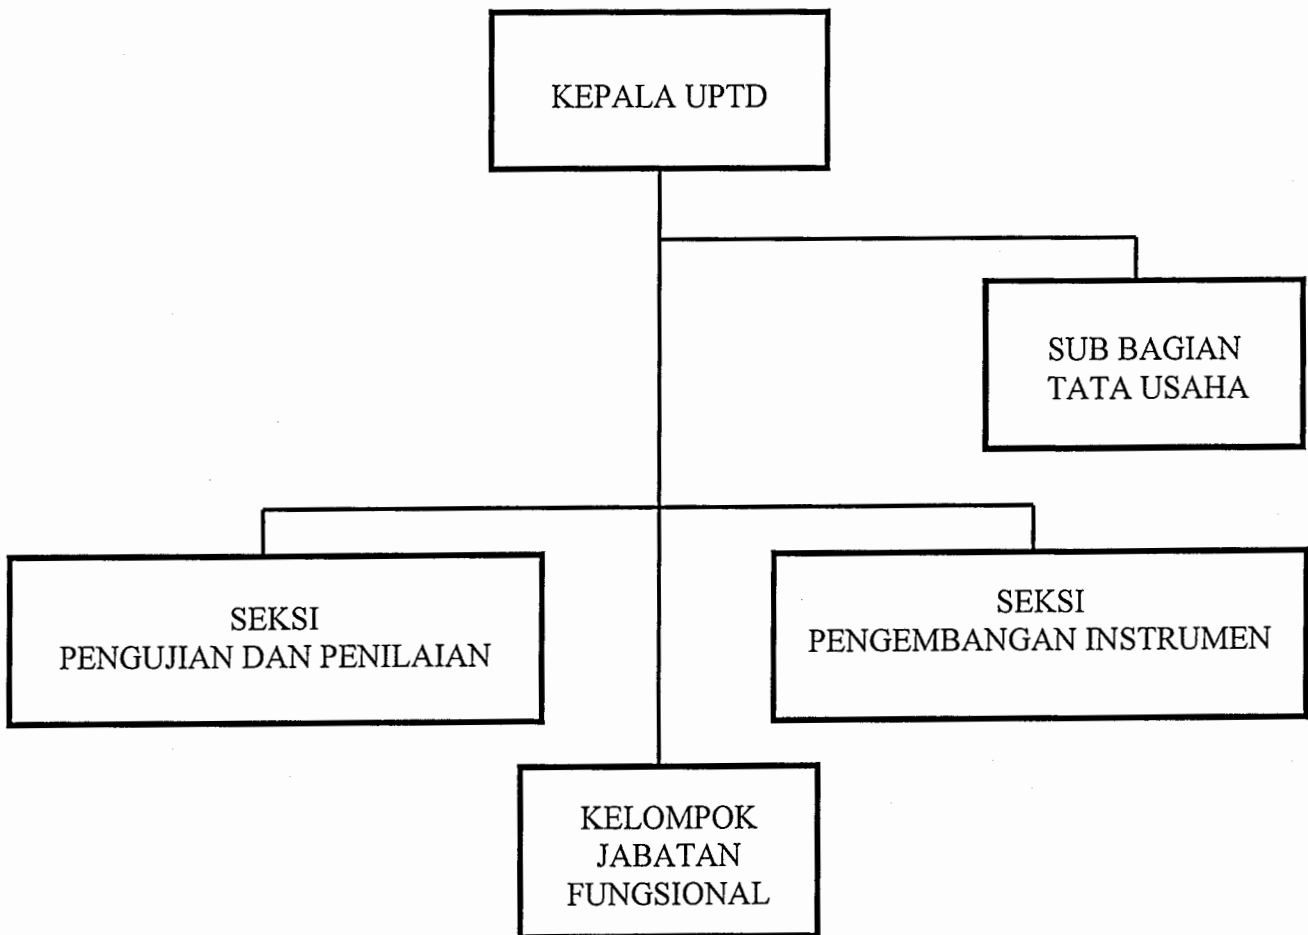 KEPALA UPTD
SUB BAGIAN
TATA USAHA
SEKSI
PENGUJIAN DAN PENILAIAN
SEKSI
PENGEMBANGAN INSTRUMEN
KELOMPOK
JABATAN
FUNGSIONAL